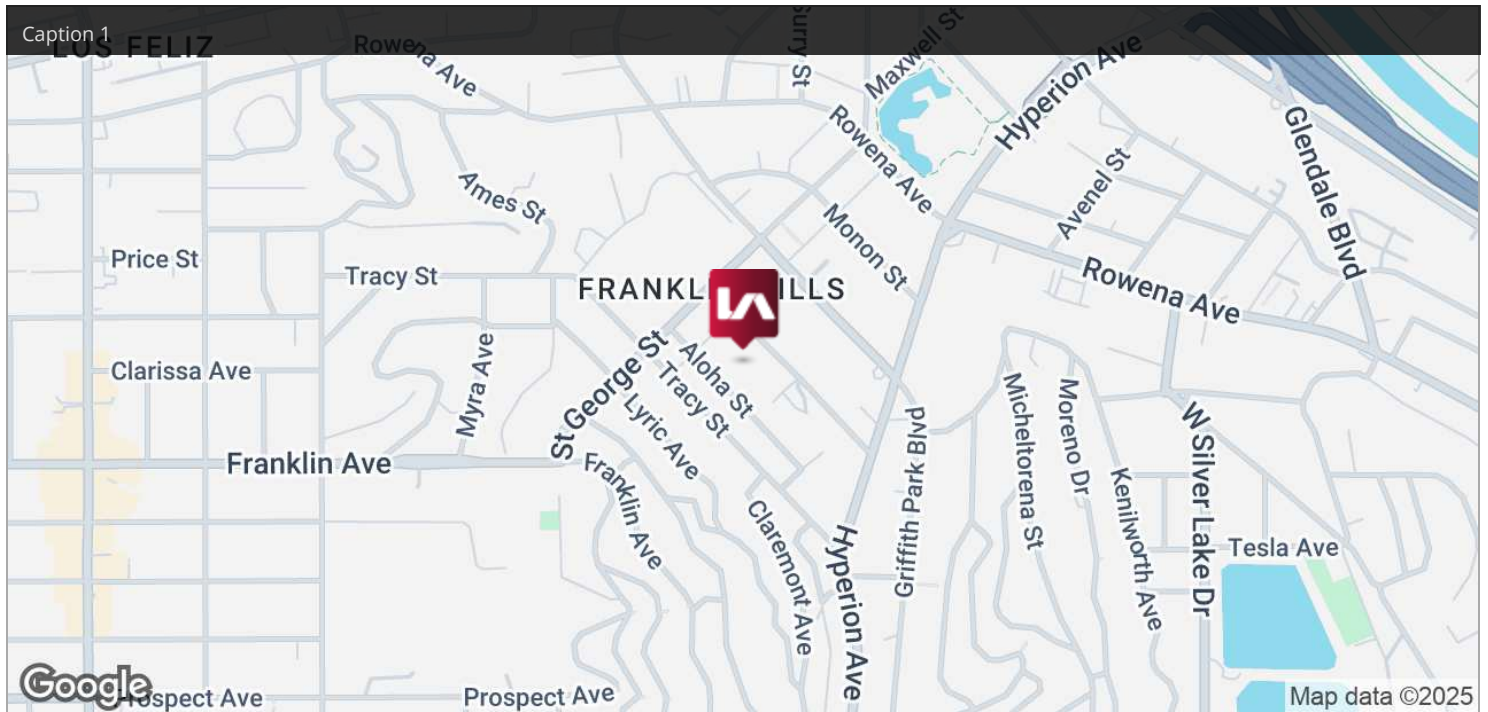 Caption 1
LOS FELIZ
Rowena Ave
Surry St
Maxwell St
Hyperion Ave
Glendale Blvd
Rowena Ave
Avenel St
Ames St
Monon St
Price St
Tracy St
FRANKL ILLS
Rowena Ave
St George St
Aloha St
Tracy St
Clarissa Ave
Myra Ave
Lyric Ave
Micheltorena St
Moreno Dr
W Silver Lake Dr
Griffith Park Blvd
Franklin Ave
Franklin Ave
Kenilworth Ave
Claremont Ave
Hyperion Ave
Tesla Ave
Google
Prospect Ave
Prospect Ave
Map data ©2025